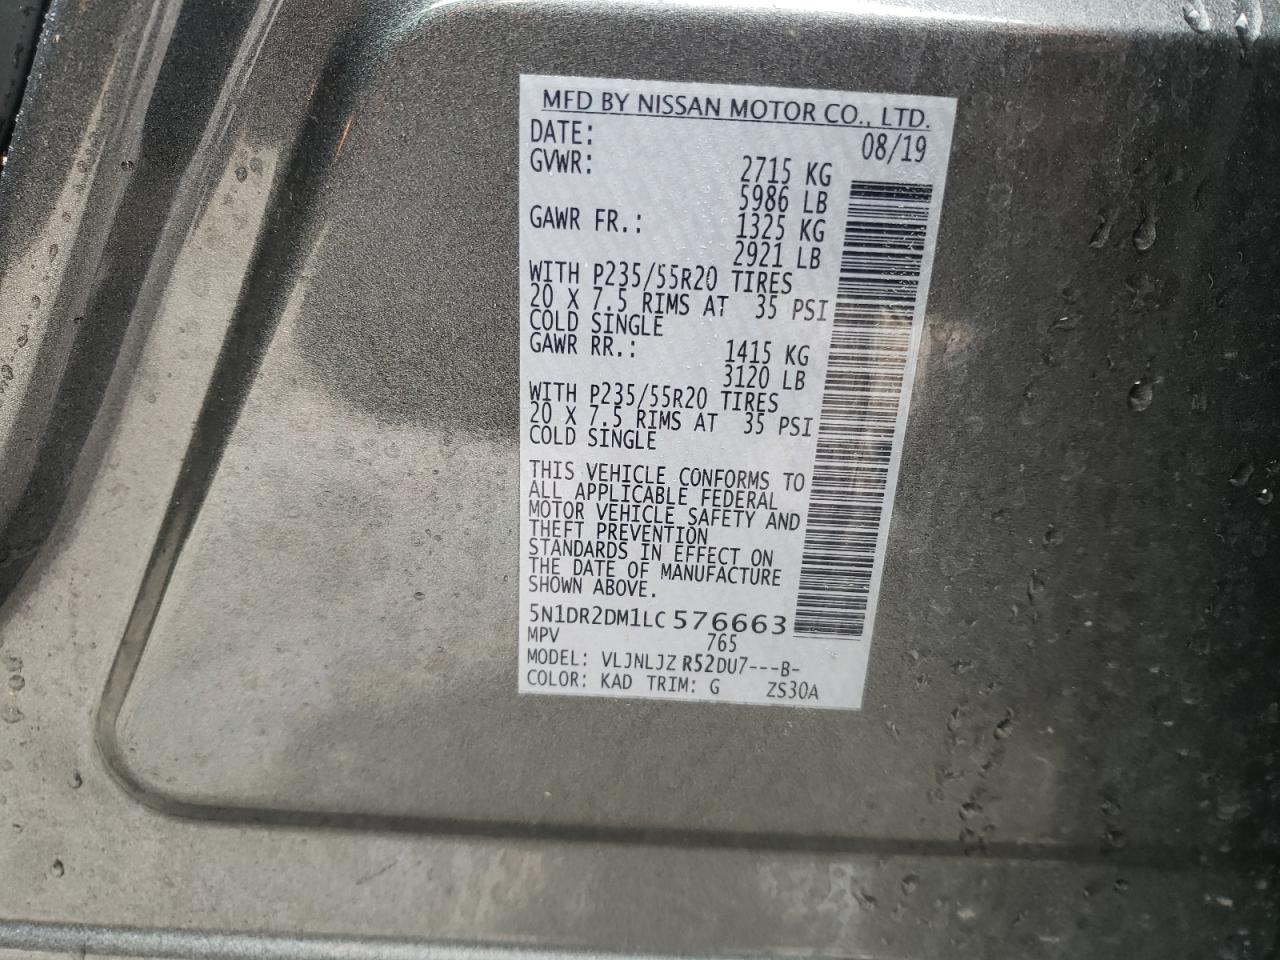 MFD BY NISSAN MOTOR CO., LTD.
DATE: 08/19
GVWR: 2715 KG
5986 LB
GAWR FR.: 1325 KG
2921 LB
WITH P235/55R20 TIRES
20 X 7.5 RIMS AT 35 PSI
COLD SINGLE
GAWR RR.: 1415 KG
3120 LB
WITH P235/55R20 TIRES
20 X 7.5 RIMS AT 35 PSI
COLD SINGLE
THIS VEHICLE CONFORMS TO
ALL APPLICABLE FEDERAL
MOTOR VEHICLE SAFETY AND
THEFT PREVENTION
STANDARDS IN EFFECT ON
THE DATE OF MANUFACTURE
SHOWN ABOVE.
5N1DR2DM1LC576663
MPV 765
MODEL: VLJNLJZ R52DU7---B-
COLOR: KAD TRIM: G ZS30A